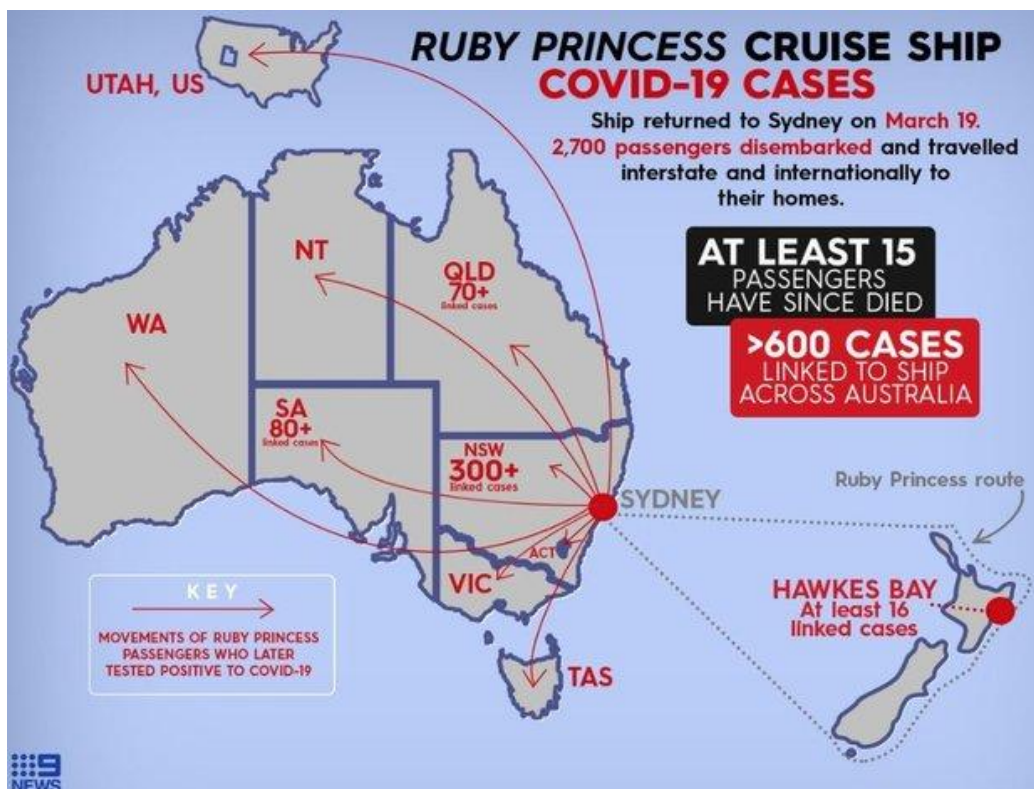 RUBY PRINCESS CRUISE SHIP
COVID-19 CASES
Ship returned to Sydney on March 19.
2,700 passengers disembarked and travelled
interstate and internationally to
their homes.
UTAH, US
AT LEAST 15
PASSENGERS
HAVE SINCE DIED
>600 CASES
LINKED TO SHIP
ACROSS AUSTRALIA
NT
QLD
70+
linked cases
WA
SA
80+
linked cases
NSW
300+
linked cases
SYDNEY
Ruby Princess route
ACT
VIC
HAWKES BAY
At least 16
linked cases
TAS
KEY
MOVEMENTS OF RUBY PRINCESS
PASSENGERS WHO LATER
TESTED POSITIVE TO COVID-19
9
NEWS